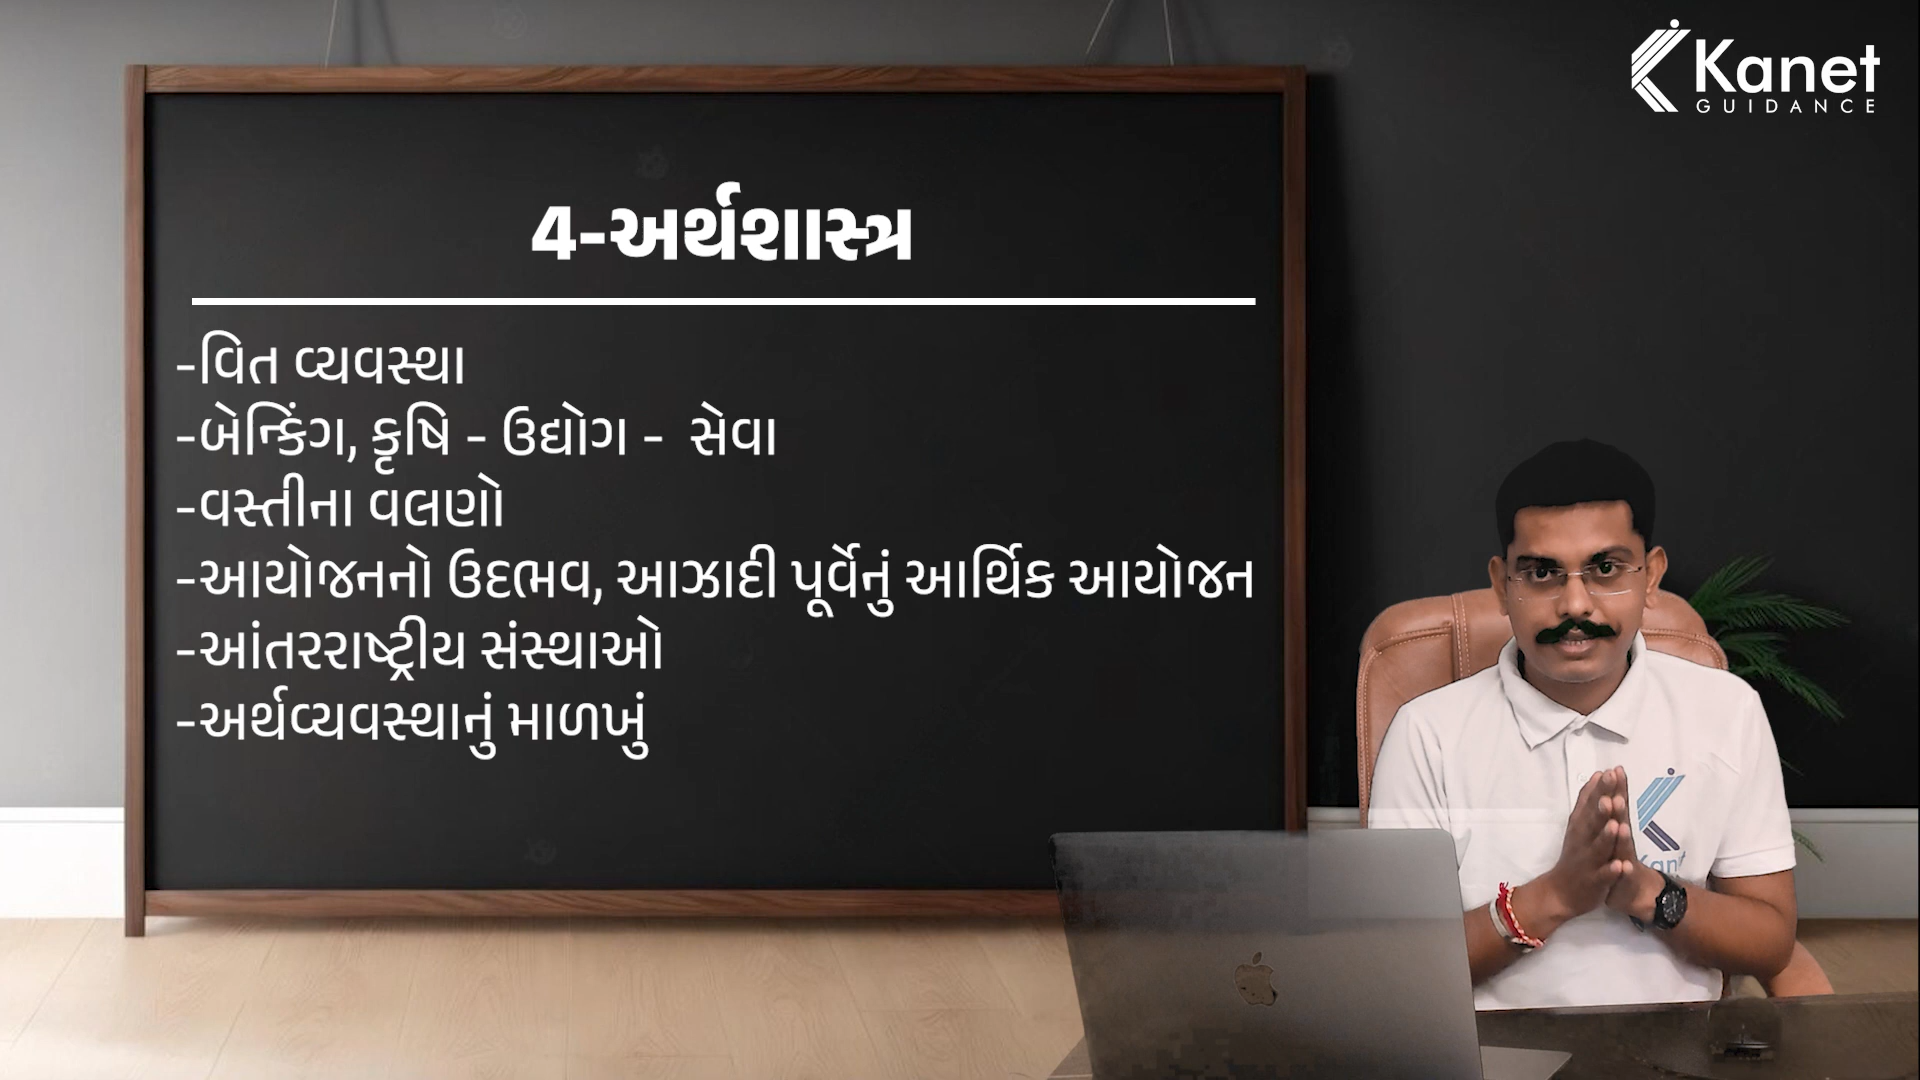 Kanet
GUIDANCE
4-અર્થશાસ્ત્ર
-વિત વ્યવસ્થા
-બેન્કિંગ, કૃષિ - ઉદ્યોગ - સેવા
-વસ્તીના વલણો
-આયોજનનો ઉદભવ, આઝાદી પૂર્વેનું આર્થિક આયોજન
-આંતરરાષ્ટ્રીય સંસ્થાઓ
-અર્થવ્યવસ્થાનું માળખું